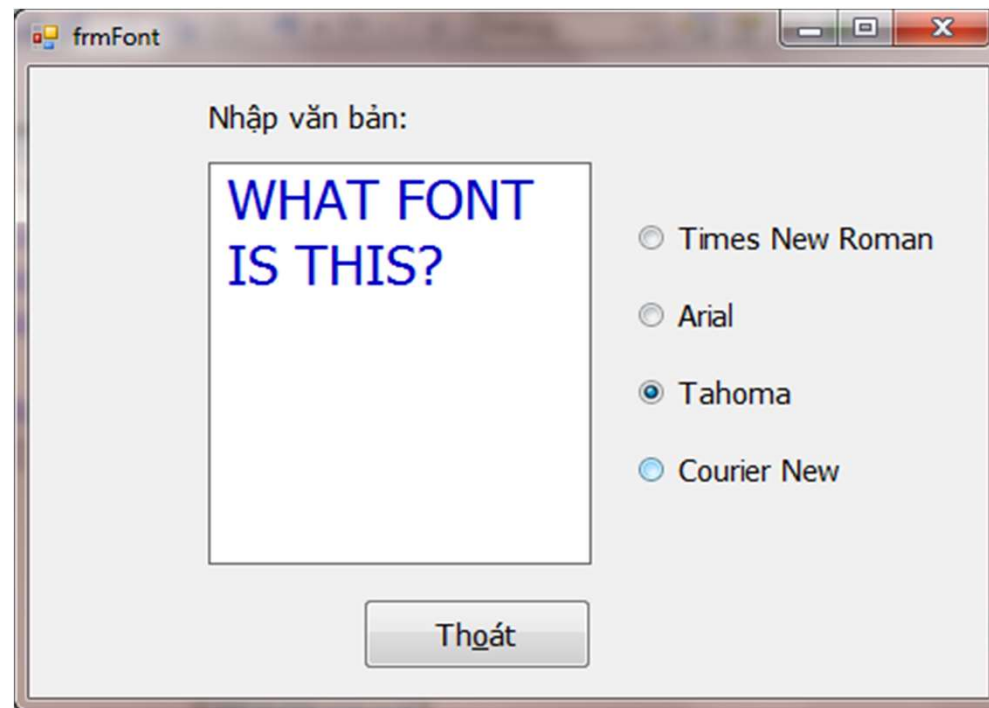 frmFont
Nhập văn bản:
WHAT FONT
IS THIS?
Times New Roman
Arial
Tahoma
Courier New
Thoát